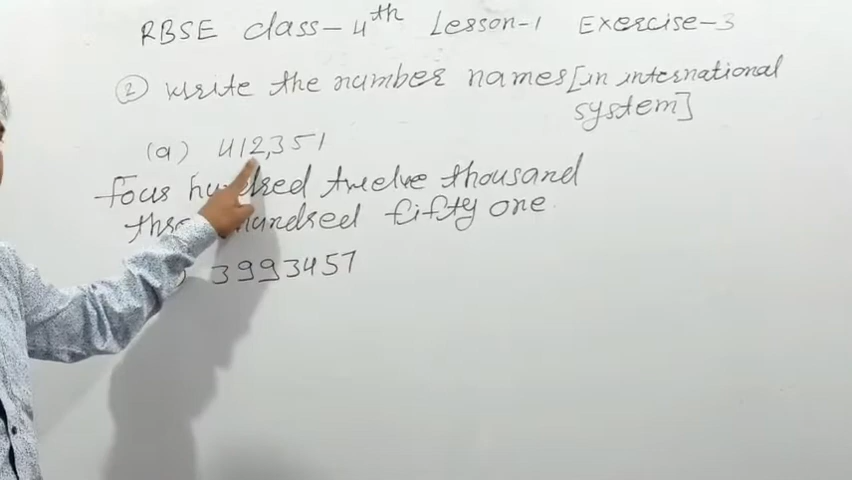 RBSE class-4th Lesson-1 Exercise-3
② write the number names [in international
system]
(a) 412,351
four hundred twelve thousand
hundred fifty one
3993457